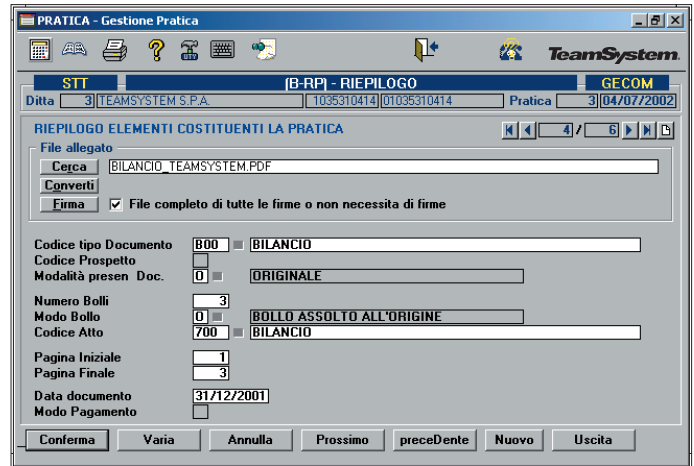 PRATICA - Gestione Pratica
TeamSystem.
STT (B-RP) - RIEPILOGO GECOM
Ditta 3 TEAMSYSTEM S.P.A. 1035310414 01035310414 Pratica 3 04/07/2002
RIEPILOGO ELEMENTI COSTITUENTI LA PRATICA 4 / 6
File allegato
Cerca BILANCIO_TEAMSYSTEM.PDF
Converti
Firma File completo di tutte le firme o non necessita di firme
Codice tipo Documento B00 BILANCIO
Codice Prospetto
Modalità presen Doc. O ORIGINALE
Numero Bolli 3
Modo Bollo O BOLLO ASSOLTO ALL'ORIGINE
Codice Atto 700 BILANCIO
Pagina Iniziale 1
Pagina Finale 3
Data documento 31/12/2001
Modo Pagamento
Conferma Varia Annulla Prossimo preceDente Nuovo Uscita